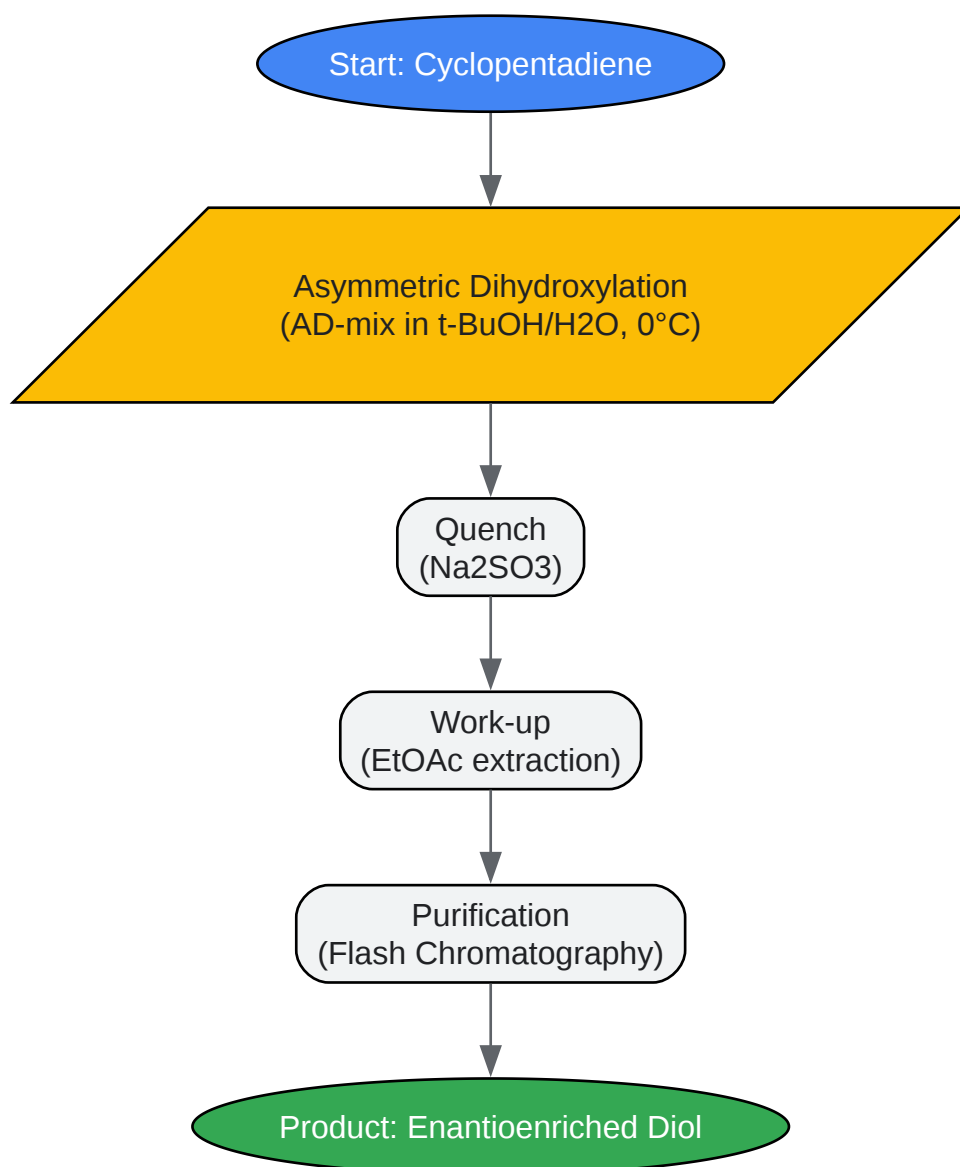 Start: Cyclopentadiene
Asymmetric Dihydroxylation
(AD-mix in t-BuOH/H2O, 0°C)
Quench
(Na2SO3)
Work-up
(EtOAc extraction)
Purification
(Flash Chromatography)
Product: Enantioenriched Diol